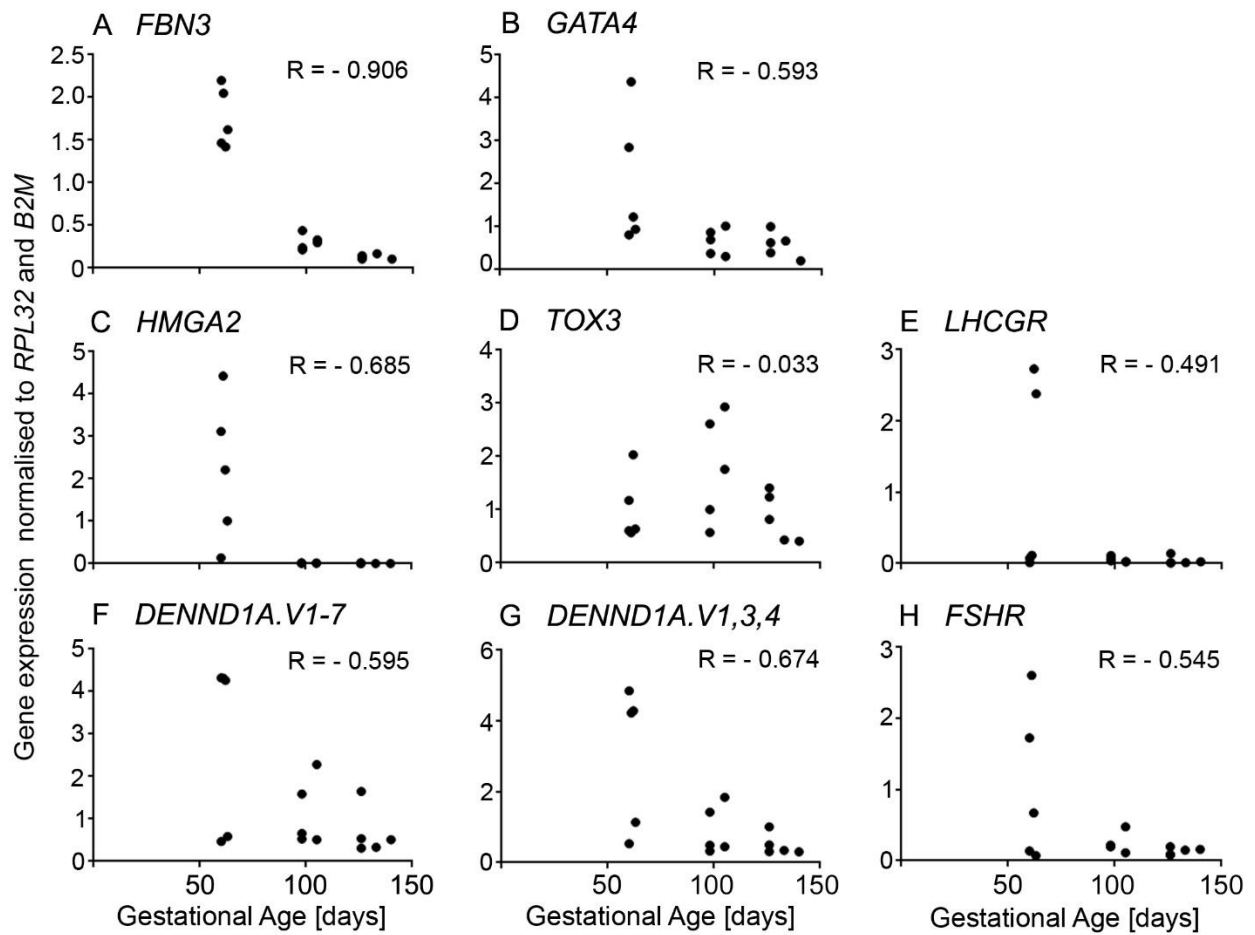 A FBN3
R = - 0.906
2.5
2.0
1.5
1.0
0.5
0
B GATA4
R = - 0.593
5
4
3
2
1
0
Gene expression normalised to RPL32 and B2M
C HMGA2
R = - 0.685
5
4
3
2
1
0
D TOX3
R = - 0.033
4
3
2
1
0
E LHCGR
R = - 0.491
3
2
1
0
F DENND1A.V1-7
R = - 0.595
5
4
3
2
1
0
50 100 150
Gestational Age [days]
G DENND1A.V1,3,4
R = - 0.674
6
4
2
0
50 100 150
Gestational Age [days]
H FSHR
R = - 0.545
3
2
1
0
50 100 150
Gestational Age [days]